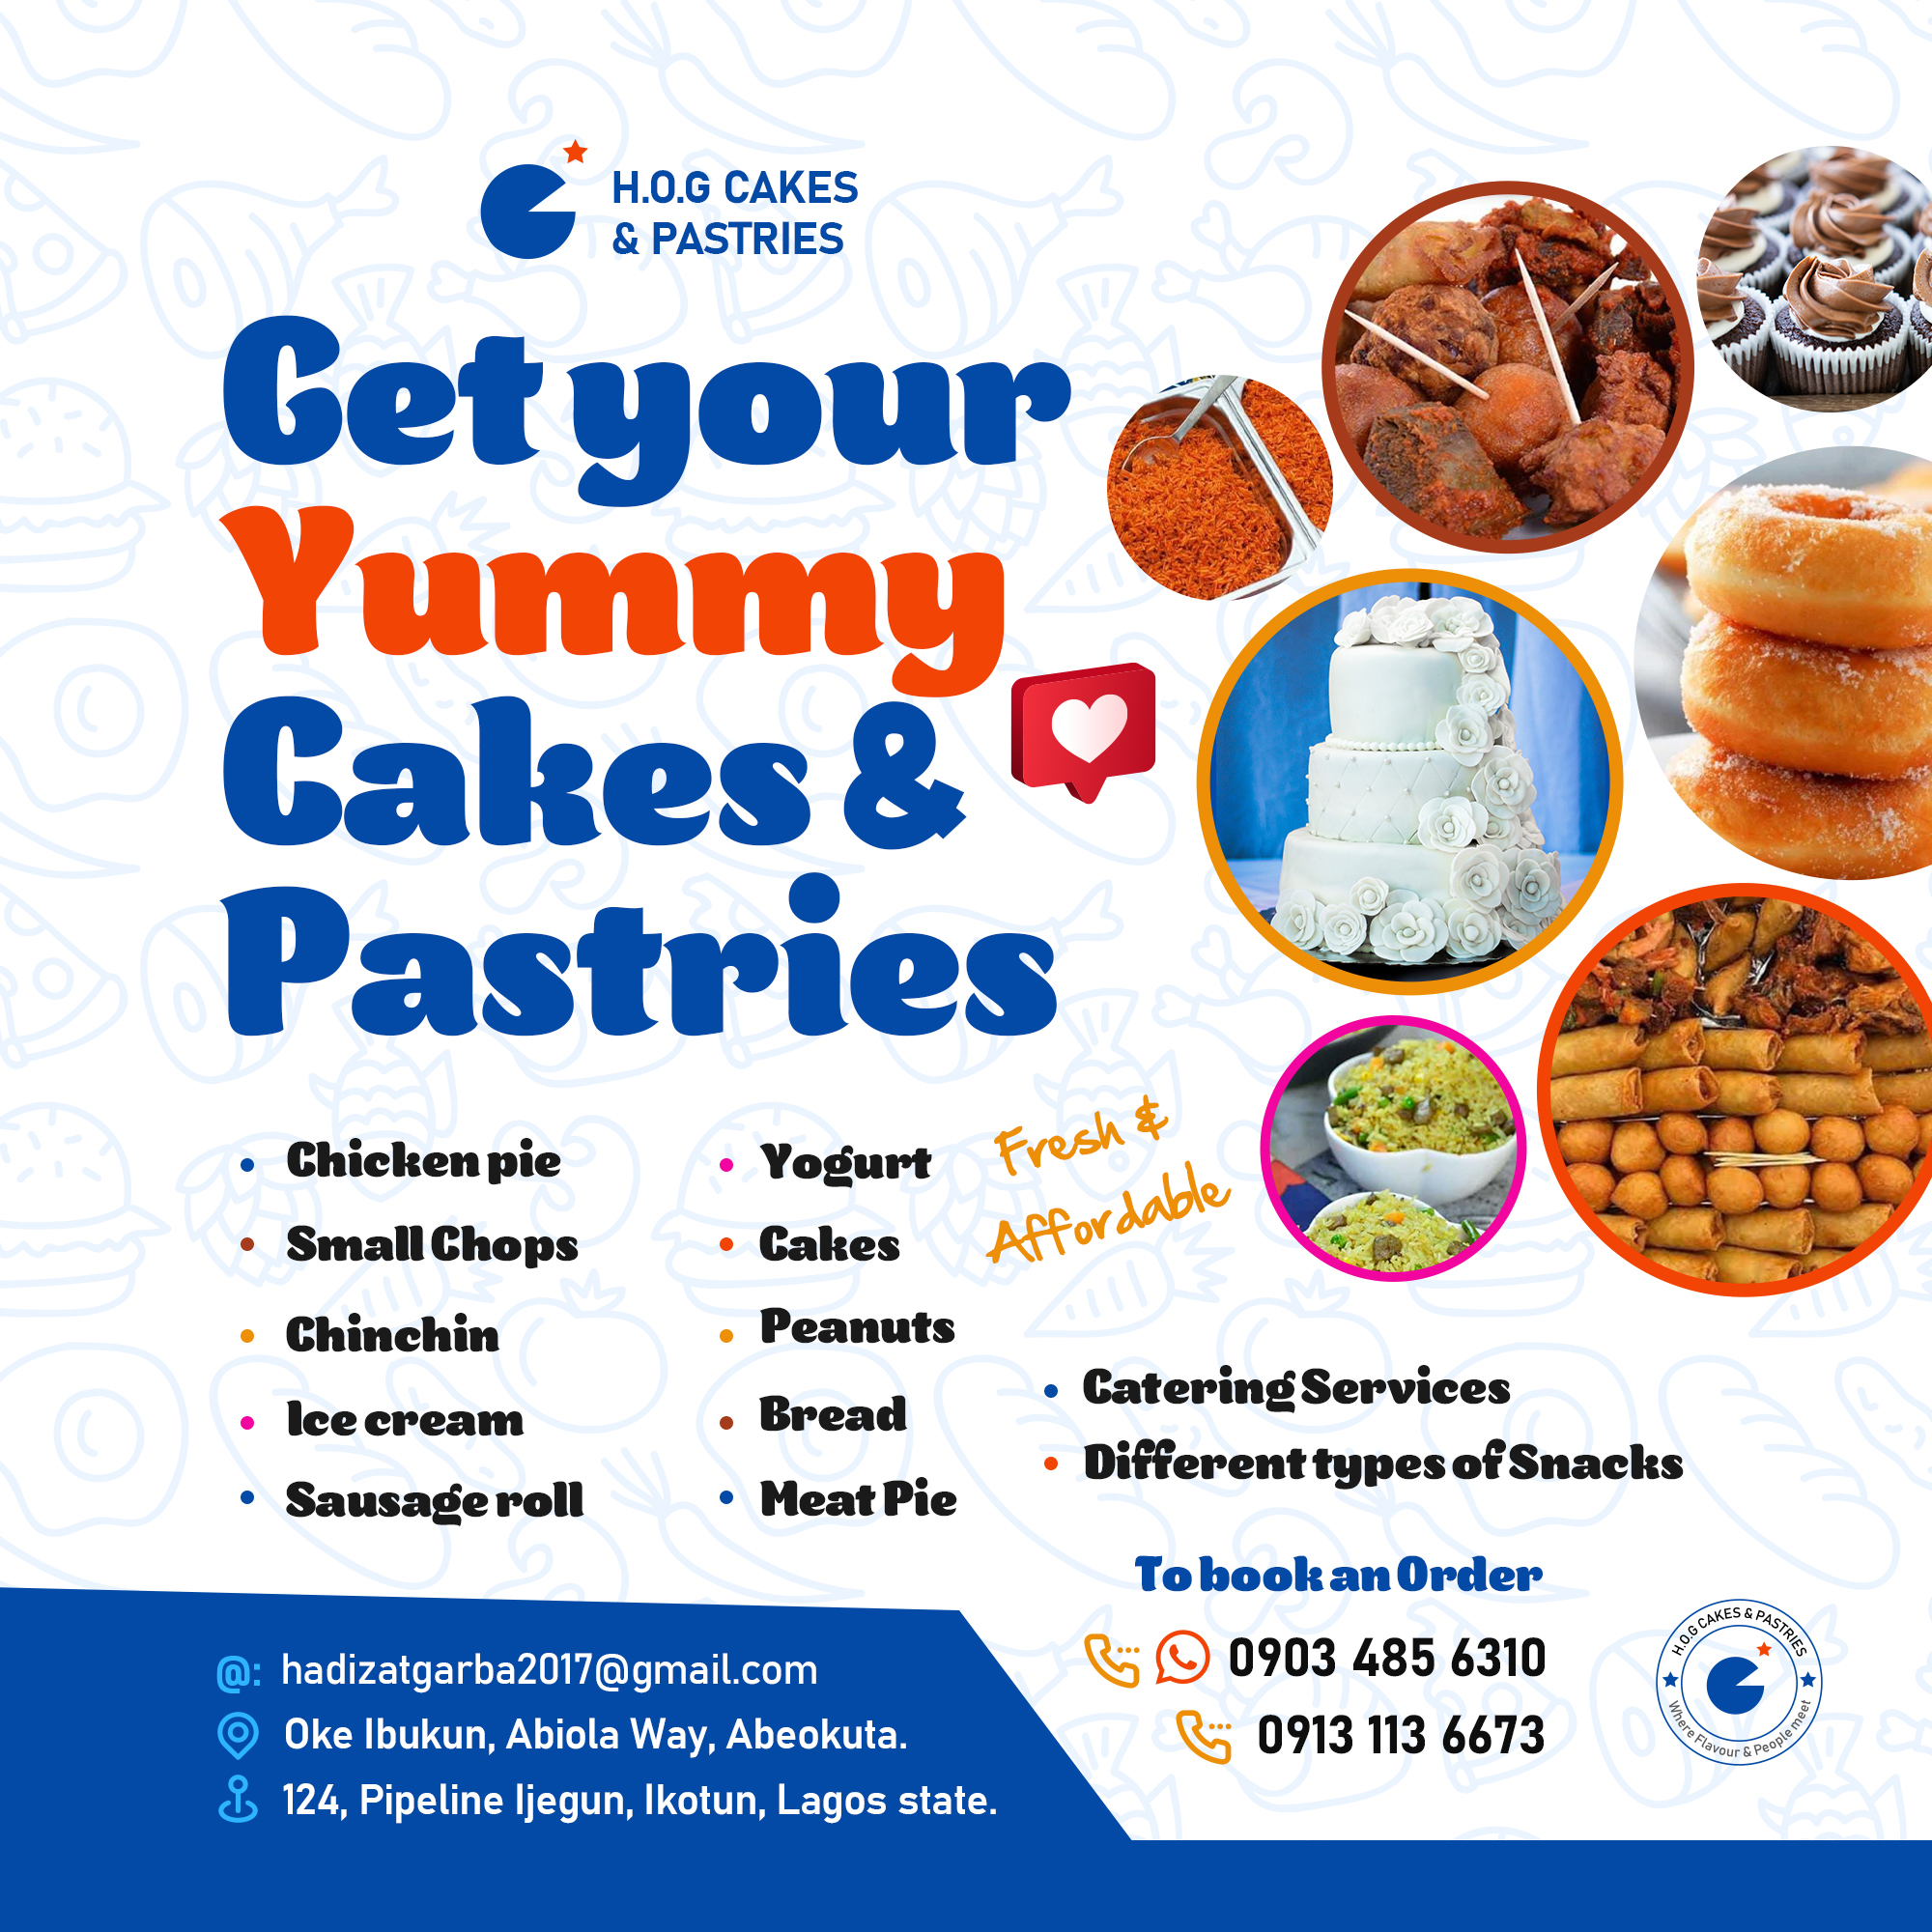 H.O.G CAKES
& PASTRIES
Get your
Yummy
Cakes &
Pastries
Fresh &
Affordable
• Chicken pie
• Small Chops
• Chinchin
• Ice cream
• Sausage roll
• Yogurt
• Cakes
• Peanuts
• Bread
• Meat Pie
• Catering Services
• Different types of Snacks
To book an Order
0903 485 6310
0913 113 6673
@: hadizatgarba2017@gmail.com
Oke Ibukun, Abiola Way, Abeokuta.
124, Pipeline Ijegun, Ikotun, Lagos state.
H.O.G CAKES & PASTRIES
Where Flavour & People meet